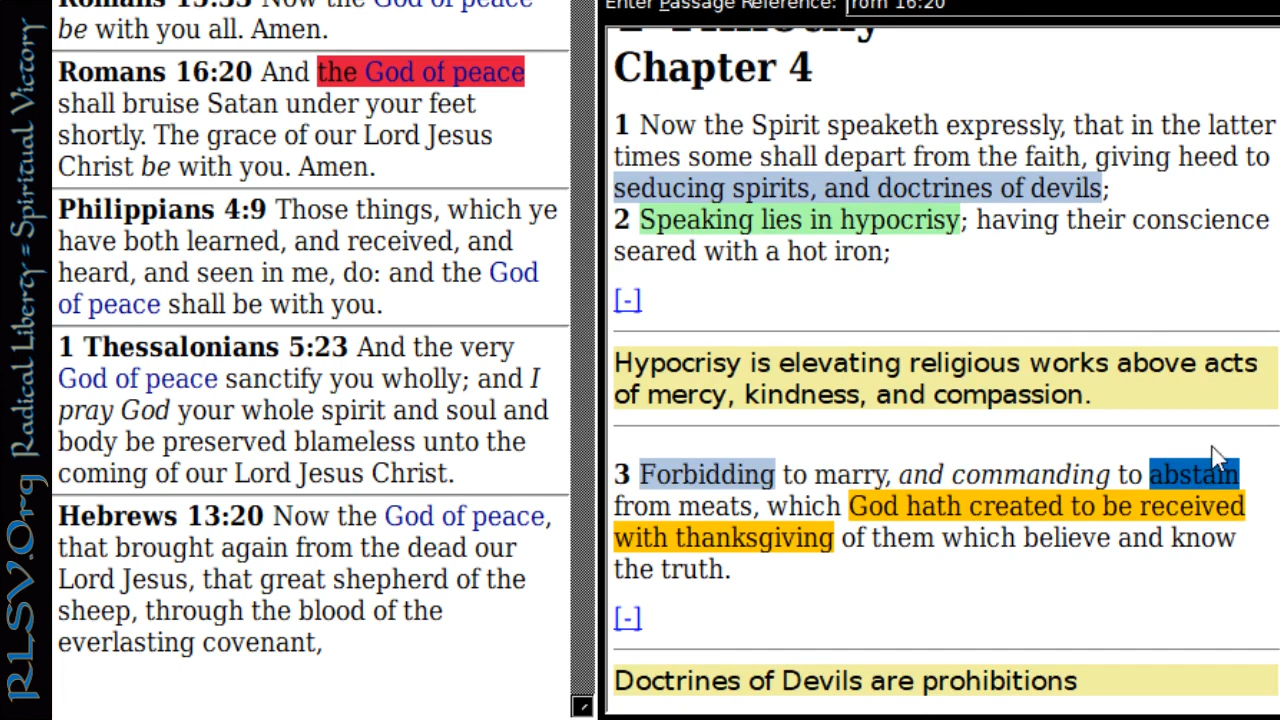 RLSV.Org Radical Liberty = Spiritual Victory
Romans 15:33 Now the God of peace
be with you all. Amen.
Romans 16:20 And the God of peace
shall bruise Satan under your feet
shortly. The grace of our Lord Jesus
Christ be with you. Amen.
Philippians 4:9 Those things, which ye
have both learned, and received, and
heard, and seen in me, do: and the God
of peace shall be with you.
1 Thessalonians 5:23 And the very
God of peace sanctify you wholly; and I
pray God your whole spirit and soul and
body be preserved blameless unto the
coming of our Lord Jesus Christ.
Hebrews 13:20 Now the God of peace,
that brought again from the dead our
Lord Jesus, that great shepherd of the
sheep, through the blood of the
everlasting covenant,
Enter Passage Reference: rom 16:20
1 Timothy
Chapter 4
1 Now the Spirit speaketh expressly, that in the latter
times some shall depart from the faith, giving heed to
seducing spirits, and doctrines of devils;
2 Speaking lies in hypocrisy; having their conscience
seared with a hot iron;
[-]
Hypocrisy is elevating religious works above acts
of mercy, kindness, and compassion.
3 Forbidding to marry, and commanding to abstain
from meats, which God hath created to be received
with thanksgiving of them which believe and know
the truth.
[-]
Doctrines of Devils are prohibitions